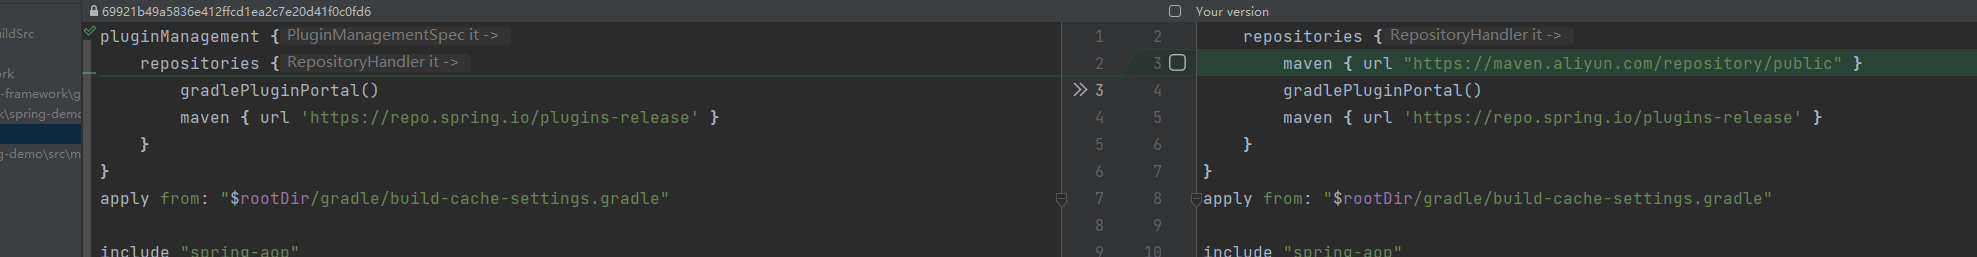 69921b49a5836e412ffcd1ea2c7e20d41f0c0fd6
Your version
uildSrc
rk
-framework\g
k\spring-demo
g-demo\src\m
pluginManagement { PluginManagementSpec it ->
repositories { RepositoryHandler it ->
gradlePluginPortal()
maven { url 'https://repo.spring.io/plugins-release' }
}
}
apply from: "$rootDir/gradle/build-cache-settings.gradle"
include "spring-aop"
1 2
2 3
3 4
4 5
5 6
6 7
7 8
8 9
9 10
repositories { RepositoryHandler it ->
maven { url "https://maven.aliyun.com/repository/public" }
gradlePluginPortal()
maven { url 'https://repo.spring.io/plugins-release' }
}
}
apply from: "$rootDir/gradle/build-cache-settings.gradle"
include "spring-aop"